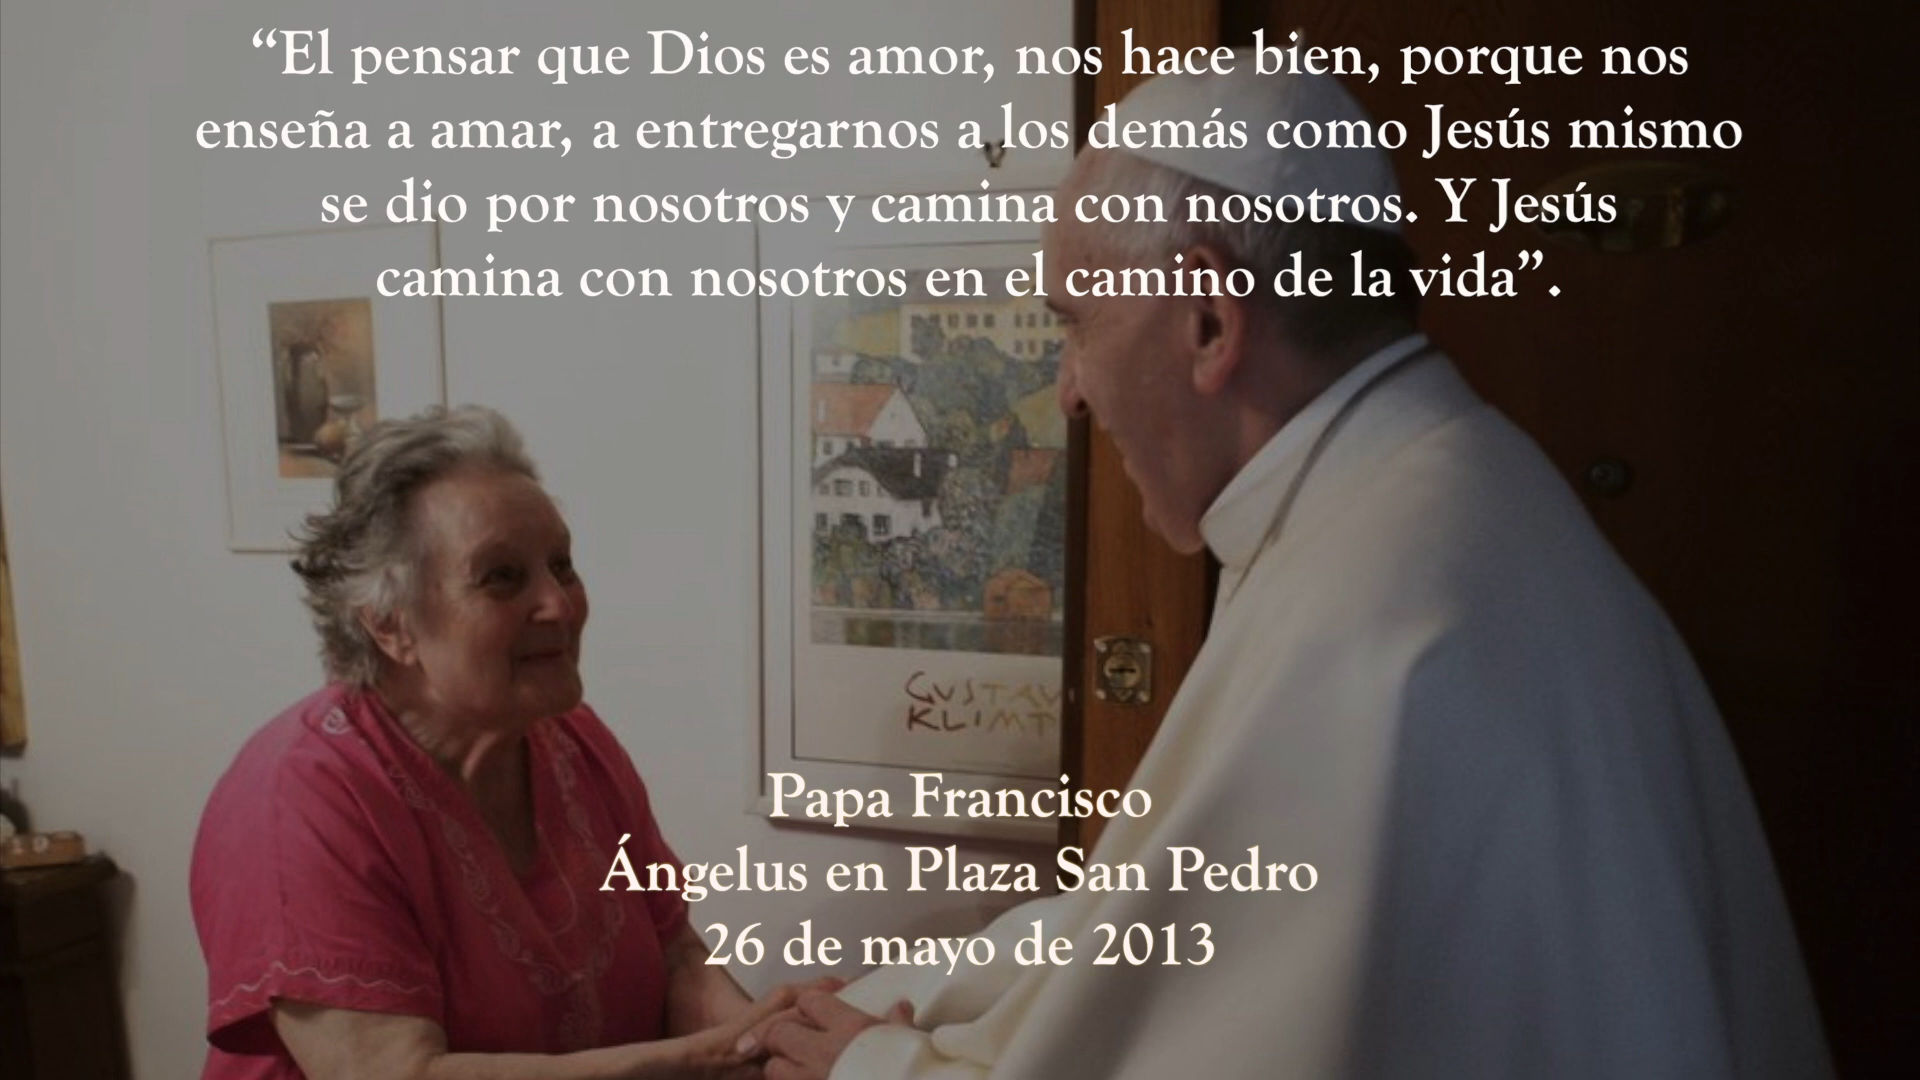 “El pensar que Dios es amor, nos hace bien, porque nos
enseña a amar, a entregarnos a los demás como Jesús mismo
se dio por nosotros y camina con nosotros. Y Jesús
camina con nosotros en el camino de la vida”.
GUSTAV
KLIMT
Papa Francisco
Ángelus en Plaza San Pedro
26 de mayo de 2013